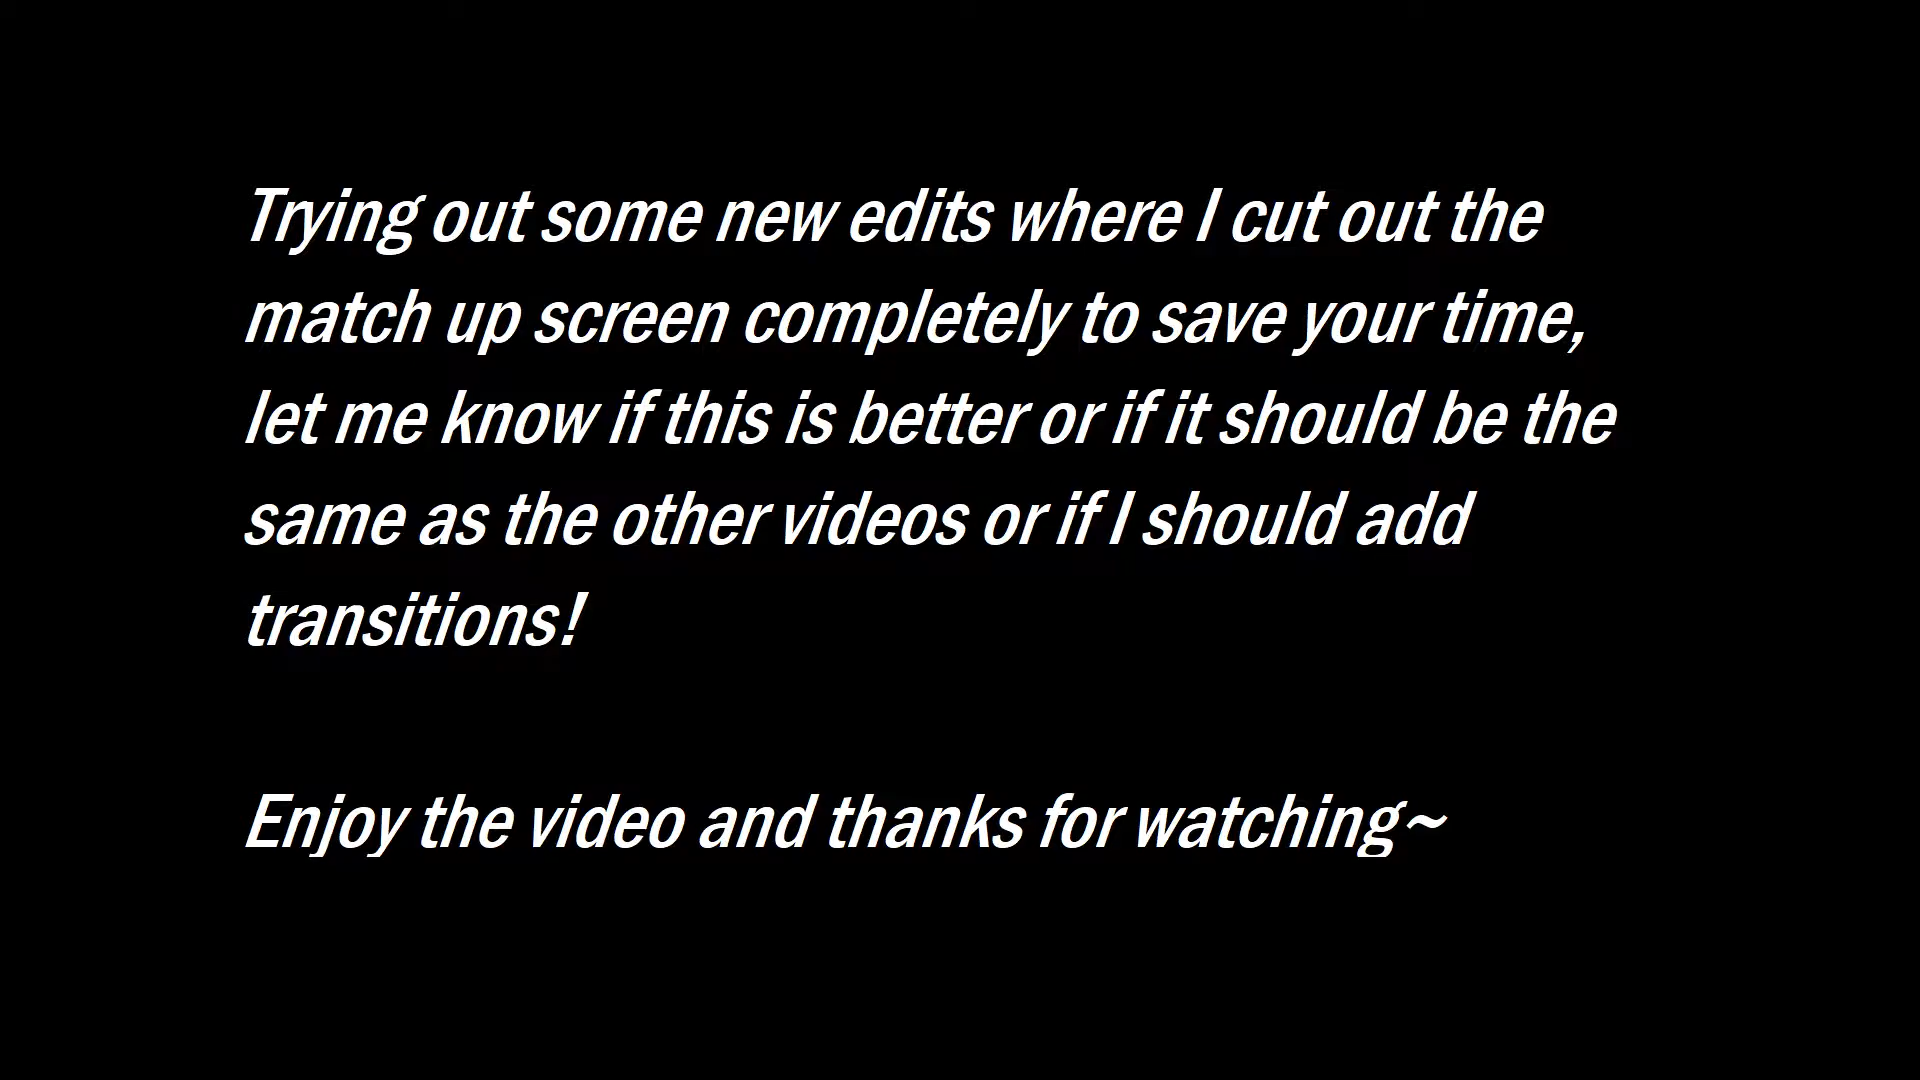 Trying out some new edits where I cut out the
match up screen completely to save your time,
let me know if this is better or if it should be the
same as the other videos or if I should add
transitions!
Enjoy the video and thanks for watching~